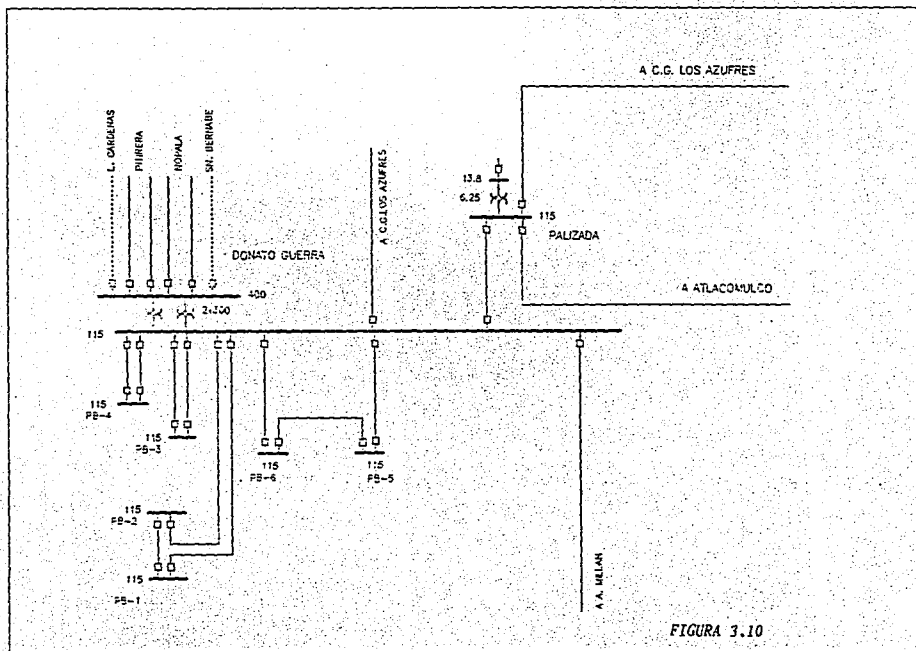 A C.G. LOS AZUFRES
L. CARDENAS
PITIRERA
NOPALA
SN. BERNABE
A C.G. LOS AZUFRES
13.8
6.25
115
PALIZADA
DONATO GUERRA
A ATLACOMULCO
400
2x300
115
115
PB-4
115
PB-3
115
PB-6
115
PB-5
115
PB-2
115
PB-1
A A. MILLAN
FIGURA 3.10